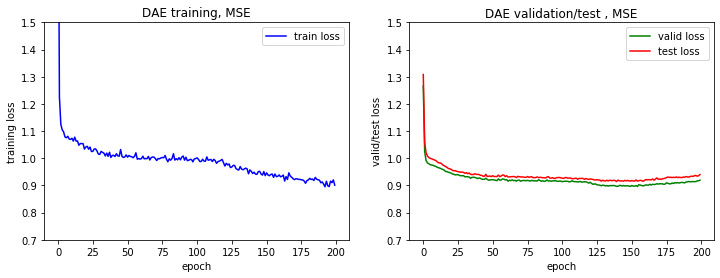 DAE training, MSE
train loss
training loss
1.5
1.4
1.3
1.2
1.1
1.0
0.9
0.8
0.7
0 25 50 75 100 125 150 175 200
epoch
DAE validation/test , MSE
valid loss
test loss
valid/test loss
1.5
1.4
1.3
1.2
1.1
1.0
0.9
0.8
0.7
0 25 50 75 100 125 150 175 200
epoch